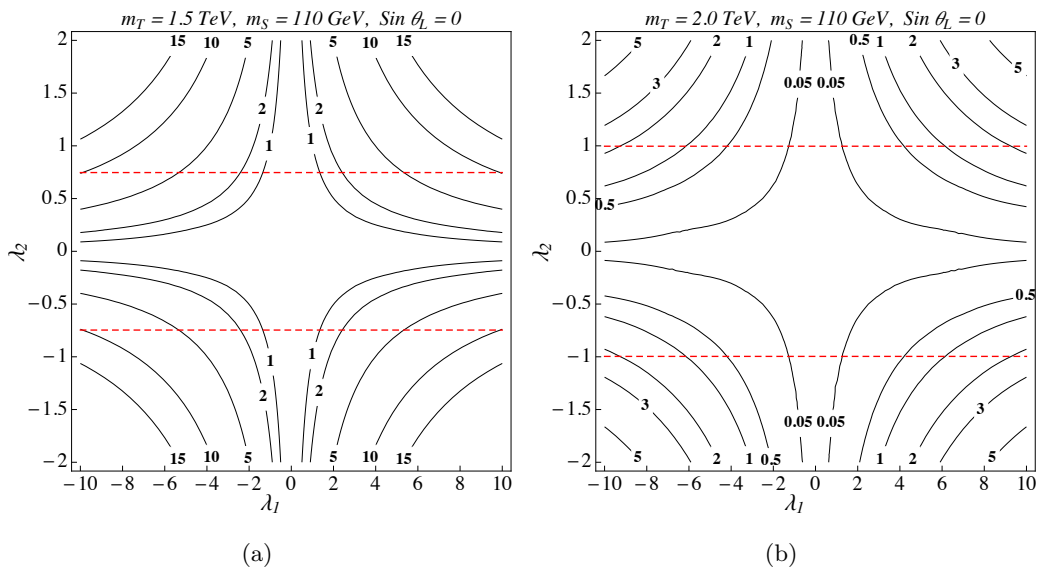 m_T = 1.5 TeV, m_S = 110 GeV, Sin θ_L = 0
2
1.5
1
0.5
0
−0.5
−1
−1.5
−2
λ_2
15 10 5 5 10 15
2 2
1 1
1 1
2 2
15 10 5 5 10 15
−10 −8 −6 −4 −2 0 2 4 6 8 10
λ_1
(a)
m_T = 2.0 TeV, m_S = 110 GeV, Sin θ_L = 0
2
1.5
1
0.5
0
−0.5
−1
−1.5
−2
λ_2
5 2 1 0.5 1 2 5
3 0.05 0.05 3
0.5
0.5
3 0.05 0.05 3
5 2 1 0.5 1 2 5
−10 −8 −6 −4 −2 0 2 4 6 8 10
λ_1
(b)